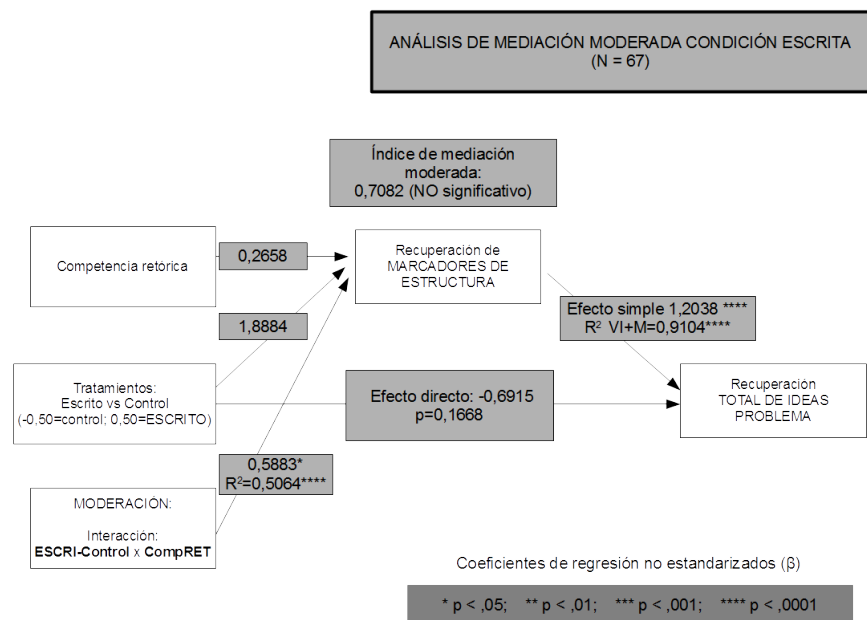 ANÁLISIS DE MEDIACIÓN MODERADA CONDICIÓN ESCRITA
(N = 67)
Índice de mediación
moderada:
0,7082 (NO significativo)
Competencia retórica
0,2658
Recuperación de
MARCADORES DE
ESTRUCTURA
1,8884
Efecto simple 1,2038 ****
R² VI+M=0,9104****
Tratamientos:
Escrito vs Control
(-0,50=control; 0,50=ESCRITO)
Efecto directo: -0,6915
p=0,1668
Recuperación
TOTAL DE IDEAS
PROBLEMA
0,5883*
R²=0,5064****
MODERACIÓN:
Interacción:
ESCRI-Control x CompRET
Coeficientes de regresión no estandarizados (β)
* p < ,05; ** p < ,01; *** p < ,001; **** p < ,0001